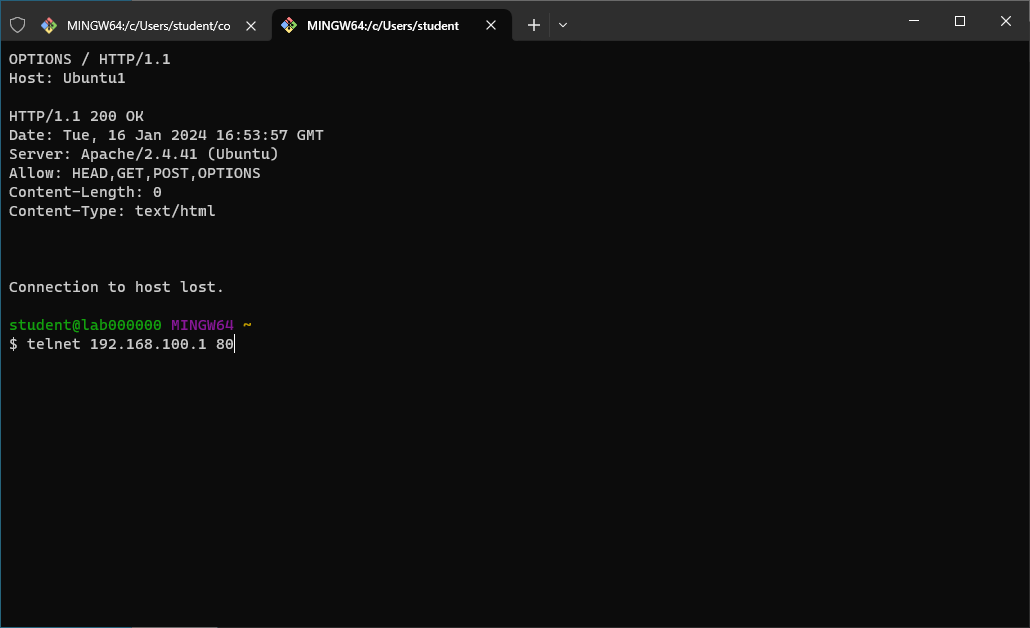 MINGW64:/c/Users/student/co
MINGW64:/c/Users/student
OPTIONS / HTTP/1.1
Host: Ubuntu1
HTTP/1.1 200 OK
Date: Tue, 16 Jan 2024 16:53:57 GMT
Server: Apache/2.4.41 (Ubuntu)
Allow: HEAD,GET,POST,OPTIONS
Content-Length: 0
Content-Type: text/html
Connection to host lost.
student@lab000000 MINGW64 ~
$ telnet 192.168.100.1 80